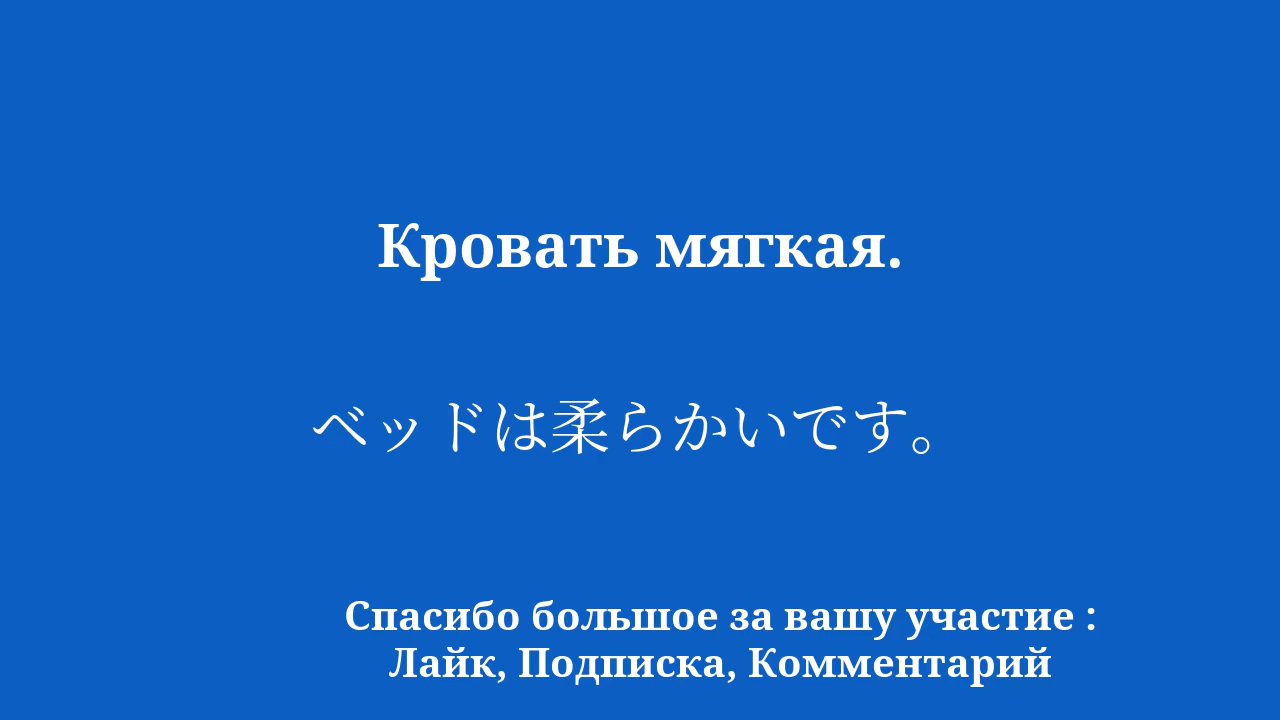 Кровать мягкая.
ベッドは柔らかいです。
Спасибо большое за вашу участие :
Лайк, Подписка, Комментарий